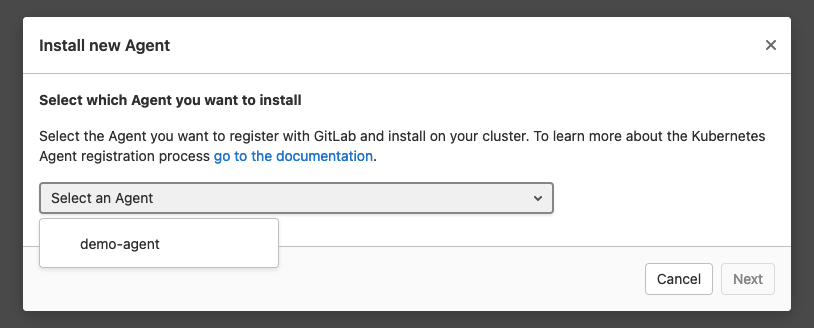 Install new Agent
Select which Agent you want to install
Select the Agent you want to register with GitLab and install on your cluster. To learn more about the Kubernetes
Agent registration process go to the documentation.
Select an Agent
demo-agent
Cancel
Next